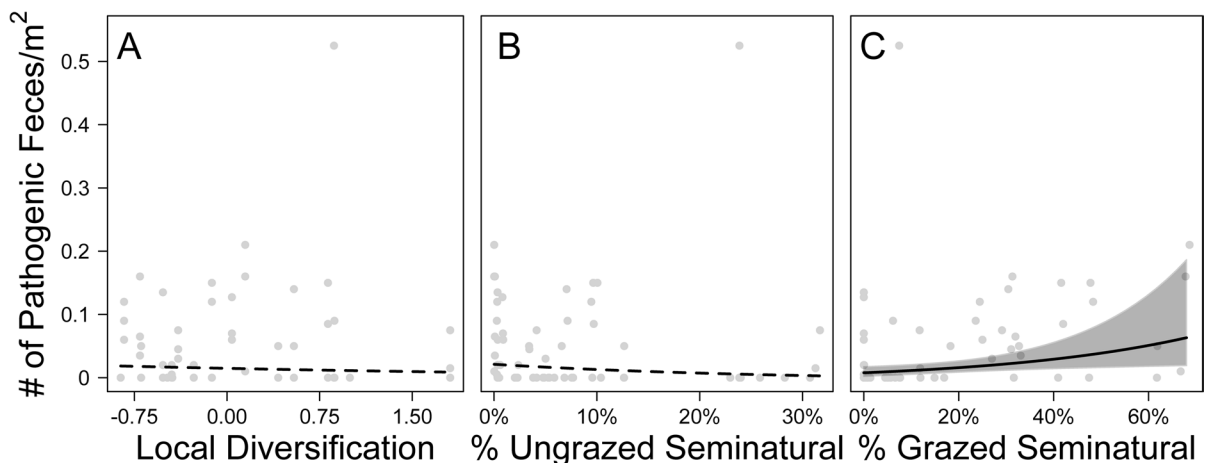 # of Pathogenic Feces/m²
A
B
C
0.5
0.4
0.3
0.2
0.1
0
-0.75 0.00 0.75 1.50
0% 10% 20% 30%
0% 20% 40% 60%
Local Diversification
% Ungrazed Seminatural
% Grazed Seminatural